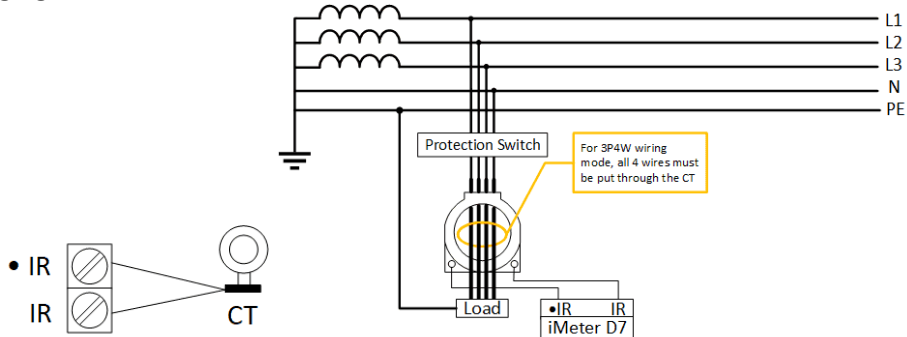 L1
L2
L3
N
PE
Protection Switch
For 3P4W wiring
mode, all 4 wires must
be put through the CT
• IR
IR
CT
Load
•IR IR
iMeter D7